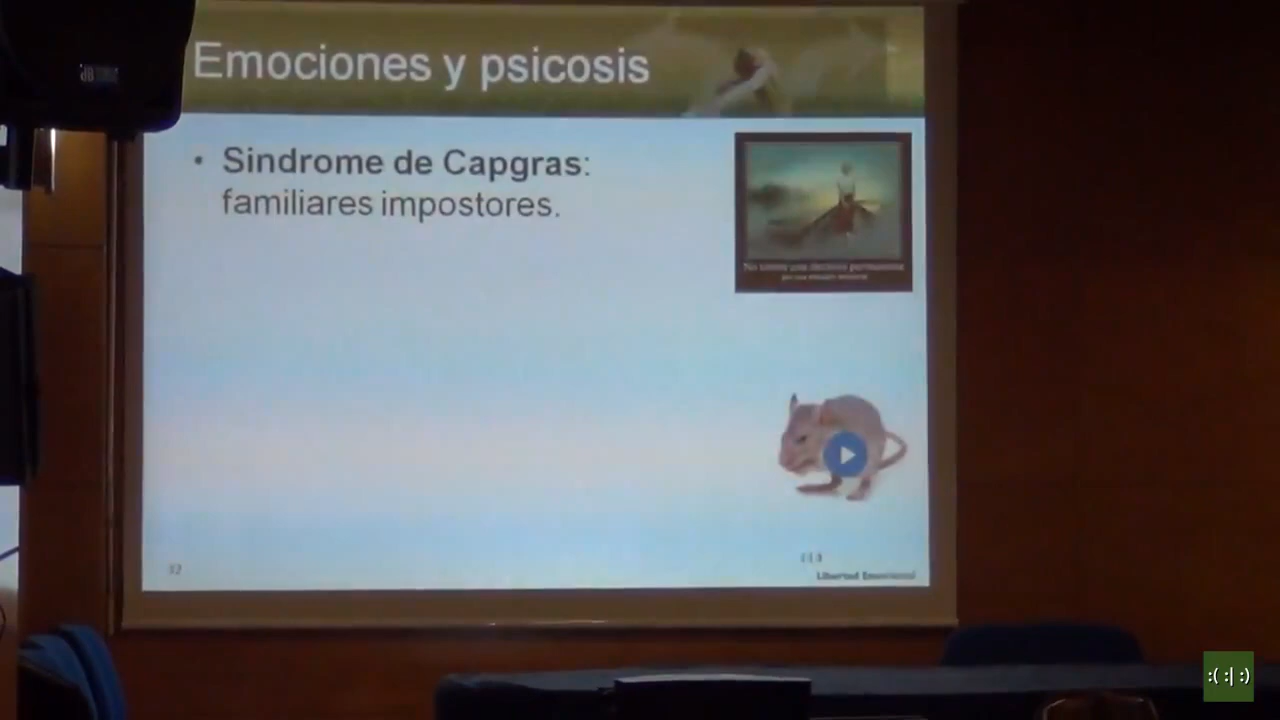 Emociones y psicosis
• Sindrome de Capgras:
familiares impostores.
Libertad Emocional
:( :| :)